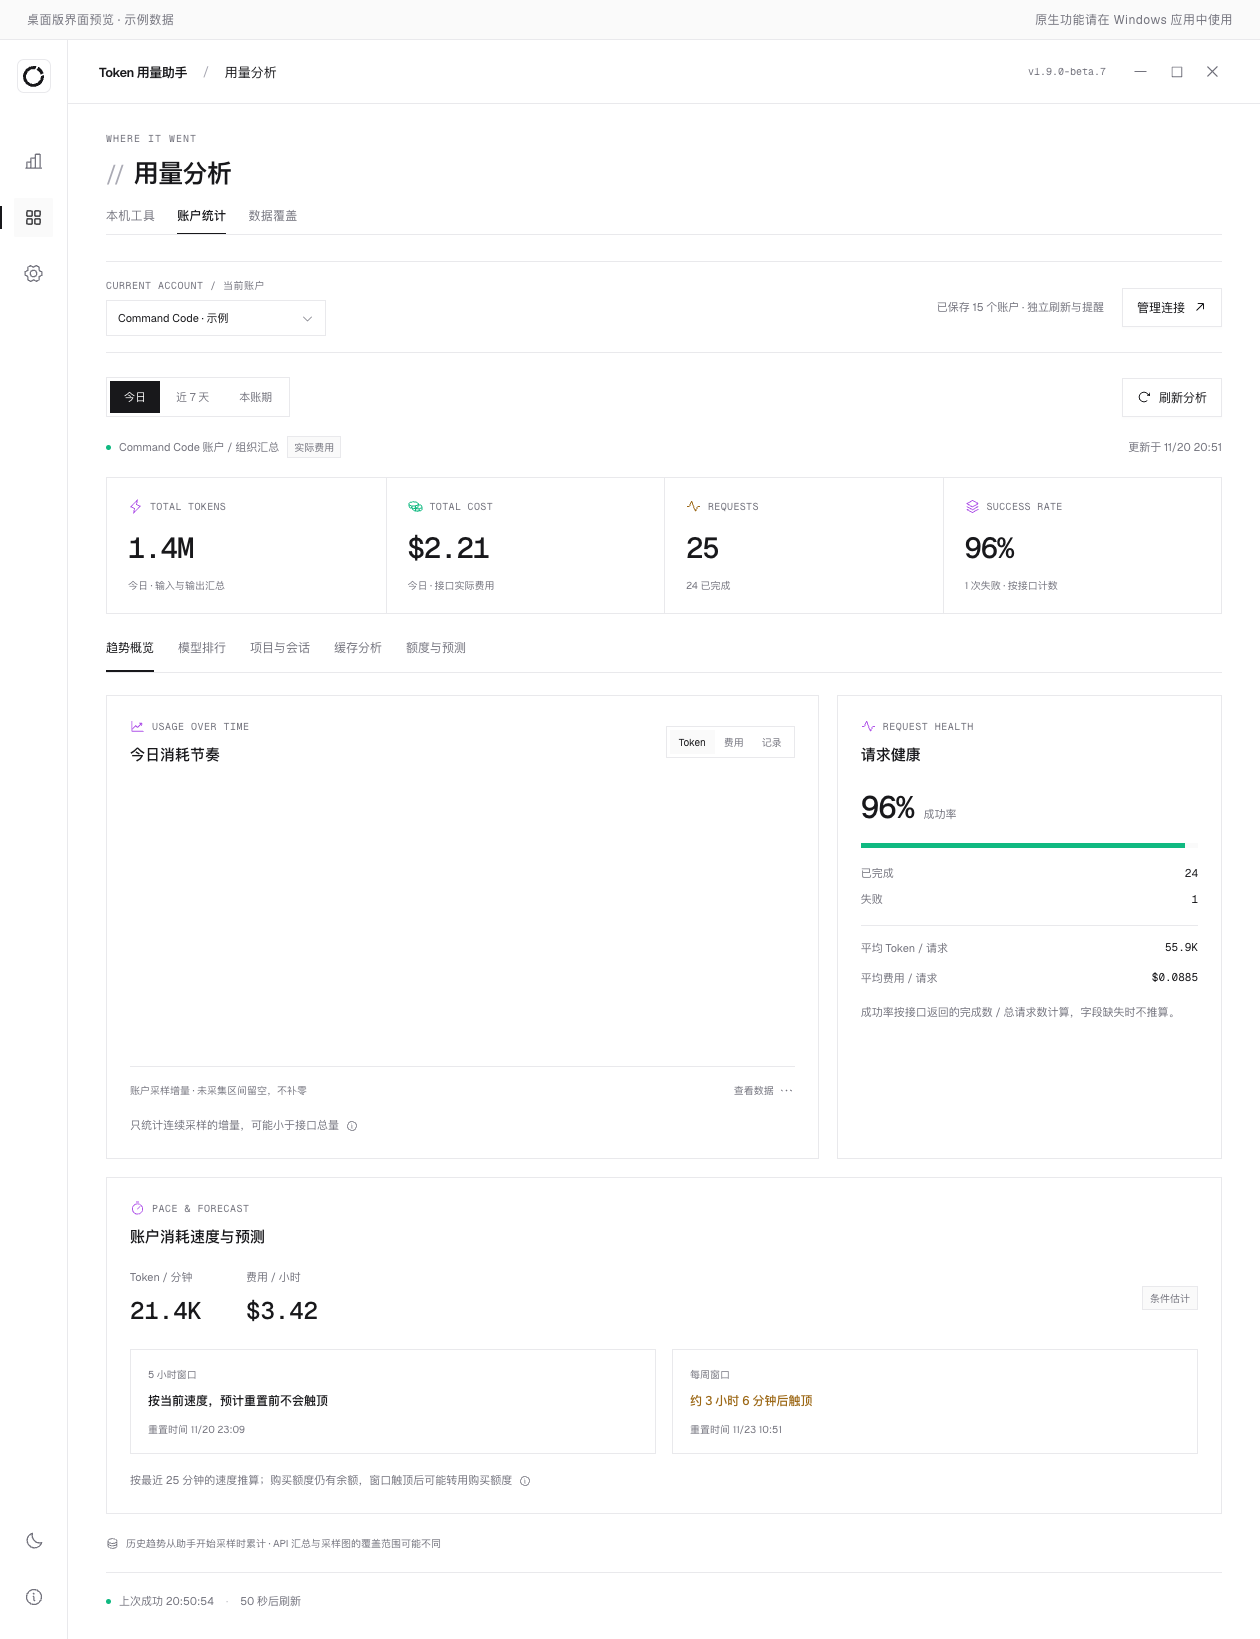 桌面版界面预览 · 示例数据
原生功能请在 Windows 应用中使用
Token 用量助手 / 用量分析
v1.9.0-beta.7
WHERE IT WENT
// 用量分析
本机工具 账户统计 数据覆盖
CURRENT ACCOUNT / 当前账户
Command Code · 示例
已保存 15 个账户 · 独立刷新与提醒
管理连接
今日 近 7 天 本账期
刷新分析
Command Code 账户 / 组织汇总 实际费用
更新于 11/20 20:51
TOTAL TOKENS
1.4M
今日 · 输入与输出汇总
TOTAL COST
$2.21
今日 · 接口实际费用
REQUESTS
25
24 已完成
SUCCESS RATE
96%
1 次失败 · 按接口计数
趋势概览 模型排行 项目与会话 缓存分析 额度与预测
USAGE OVER TIME
今日消耗节奏
Token 费用 记录
账户采样增量 · 未采集区间留空，不补零
查看数据 ···
只统计连续采样的增量，可能小于接口总量
REQUEST HEALTH
请求健康
96% 成功率
已完成 24
失败 1
平均 Token / 请求 55.9K
平均费用 / 请求 $0.0885
成功率按接口返回的完成数 / 总请求数计算，字段缺失时不推算。
PACE & FORECAST
账户消耗速度与预测
Token / 分钟
21.4K
费用 / 小时
$3.42
条件估计
5 小时窗口
按当前速度，预计重置前不会触顶
重置时间 11/20 23:09
每周窗口
约 3 小时 6 分钟后触顶
重置时间 11/23 10:51
按最近 25 分钟的速度推算；购买额度仍有余额，窗口触顶后可能转用购买额度
历史趋势从助手开始采样时累计 · API 汇总与采样图的覆盖范围可能不同
上次成功 20:50:54 · 50 秒后刷新